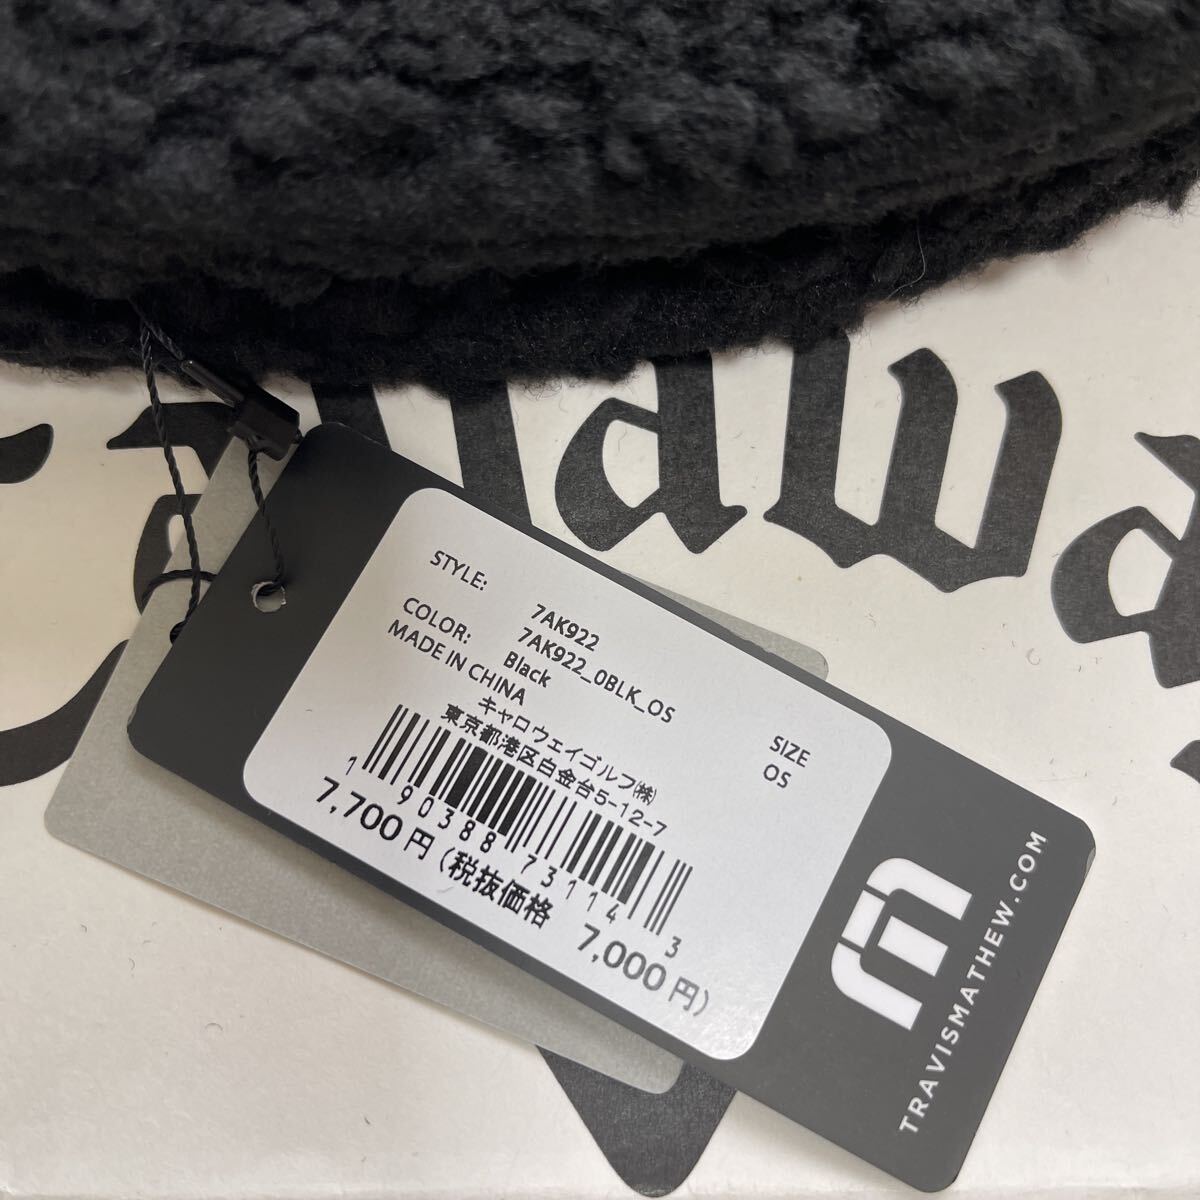 STYLE: 7AK922
7AK922_0BLK_OS
COLOR: Black
MADE IN CHINA
SIZE
OS
キャロウェイゴルフ㈱
東京都港区白金台5-12-7
1 90388 73114 3
7,700円（税抜価格 7,000円）
TRAVISMATHEW.COM